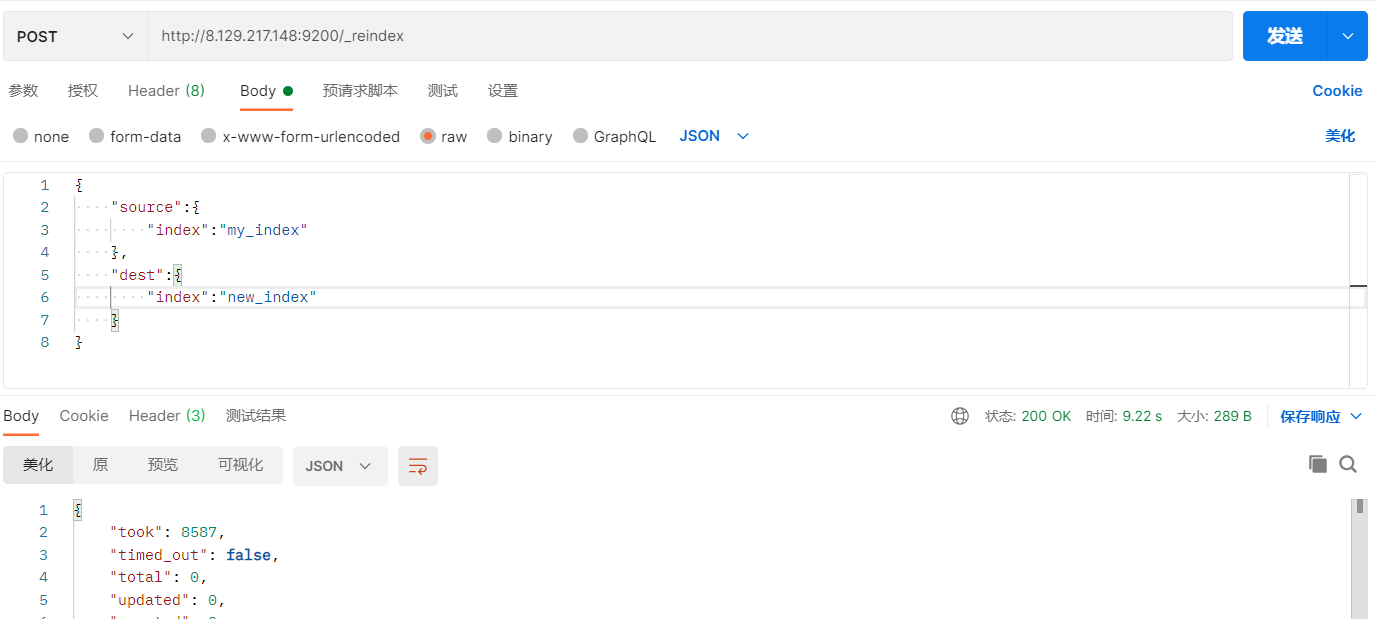 POST http://8.129.217.148:9200/_reindex 发送
参数 授权 Header (8) Body 预请求脚本 测试 设置 Cookie
none form-data x-www-form-urlencoded raw binary GraphQL JSON 美化
1 {
2 "source":{
3 "index":"my_index"
4 },
5 "dest":{
6 "index":"new_index"
7 }
8 }
Body Cookie Header (3) 测试结果 状态: 200 OK 时间: 9.22 s 大小: 289 B 保存响应
美化 原 预览 可视化 JSON
1 {
2 "took": 8587,
3 "timed_out": false,
4 "total": 0,
5 "updated": 0,